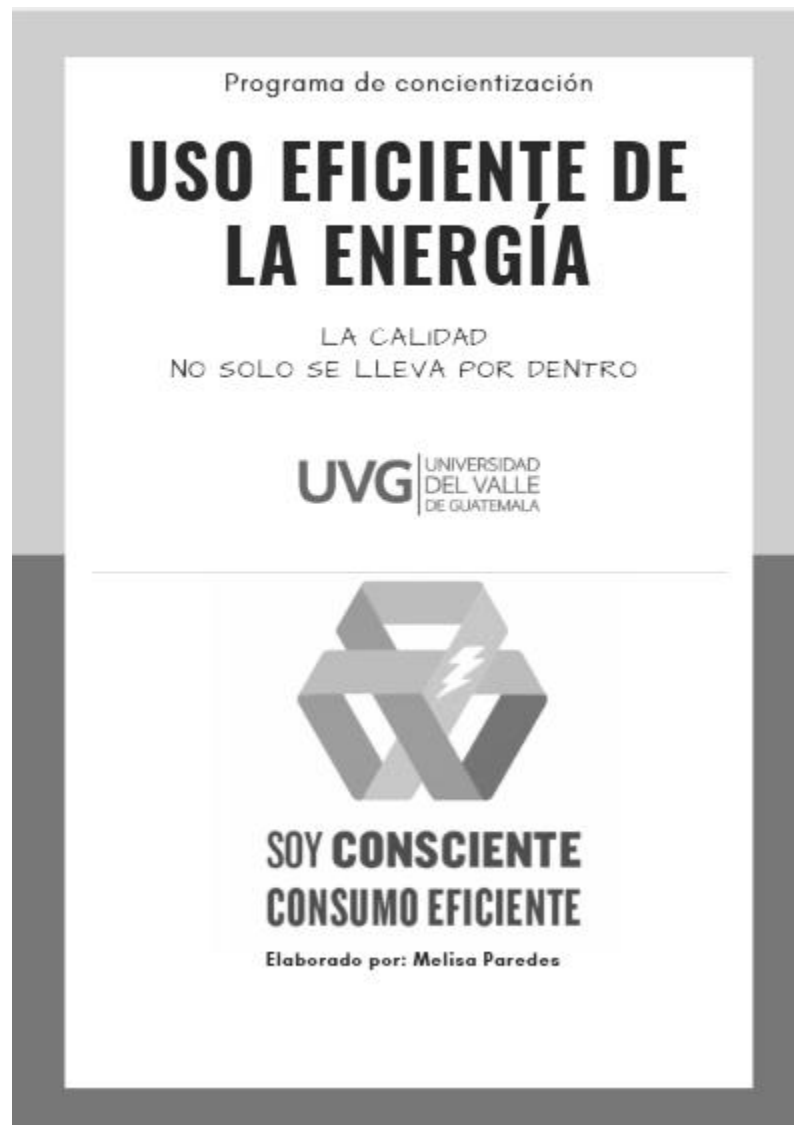 Programa de concientización
USO EFICIENTE DE
LA ENERGÍA
LA CALIDAD
NO SOLO SE LLEVA POR DENTRO
UVG
UNIVERSIDAD
DEL VALLE
DE GUATEMALA
SOY CONSCIENTE
CONSUMO EFICIENTE
Elaborado por: Melisa Paredes